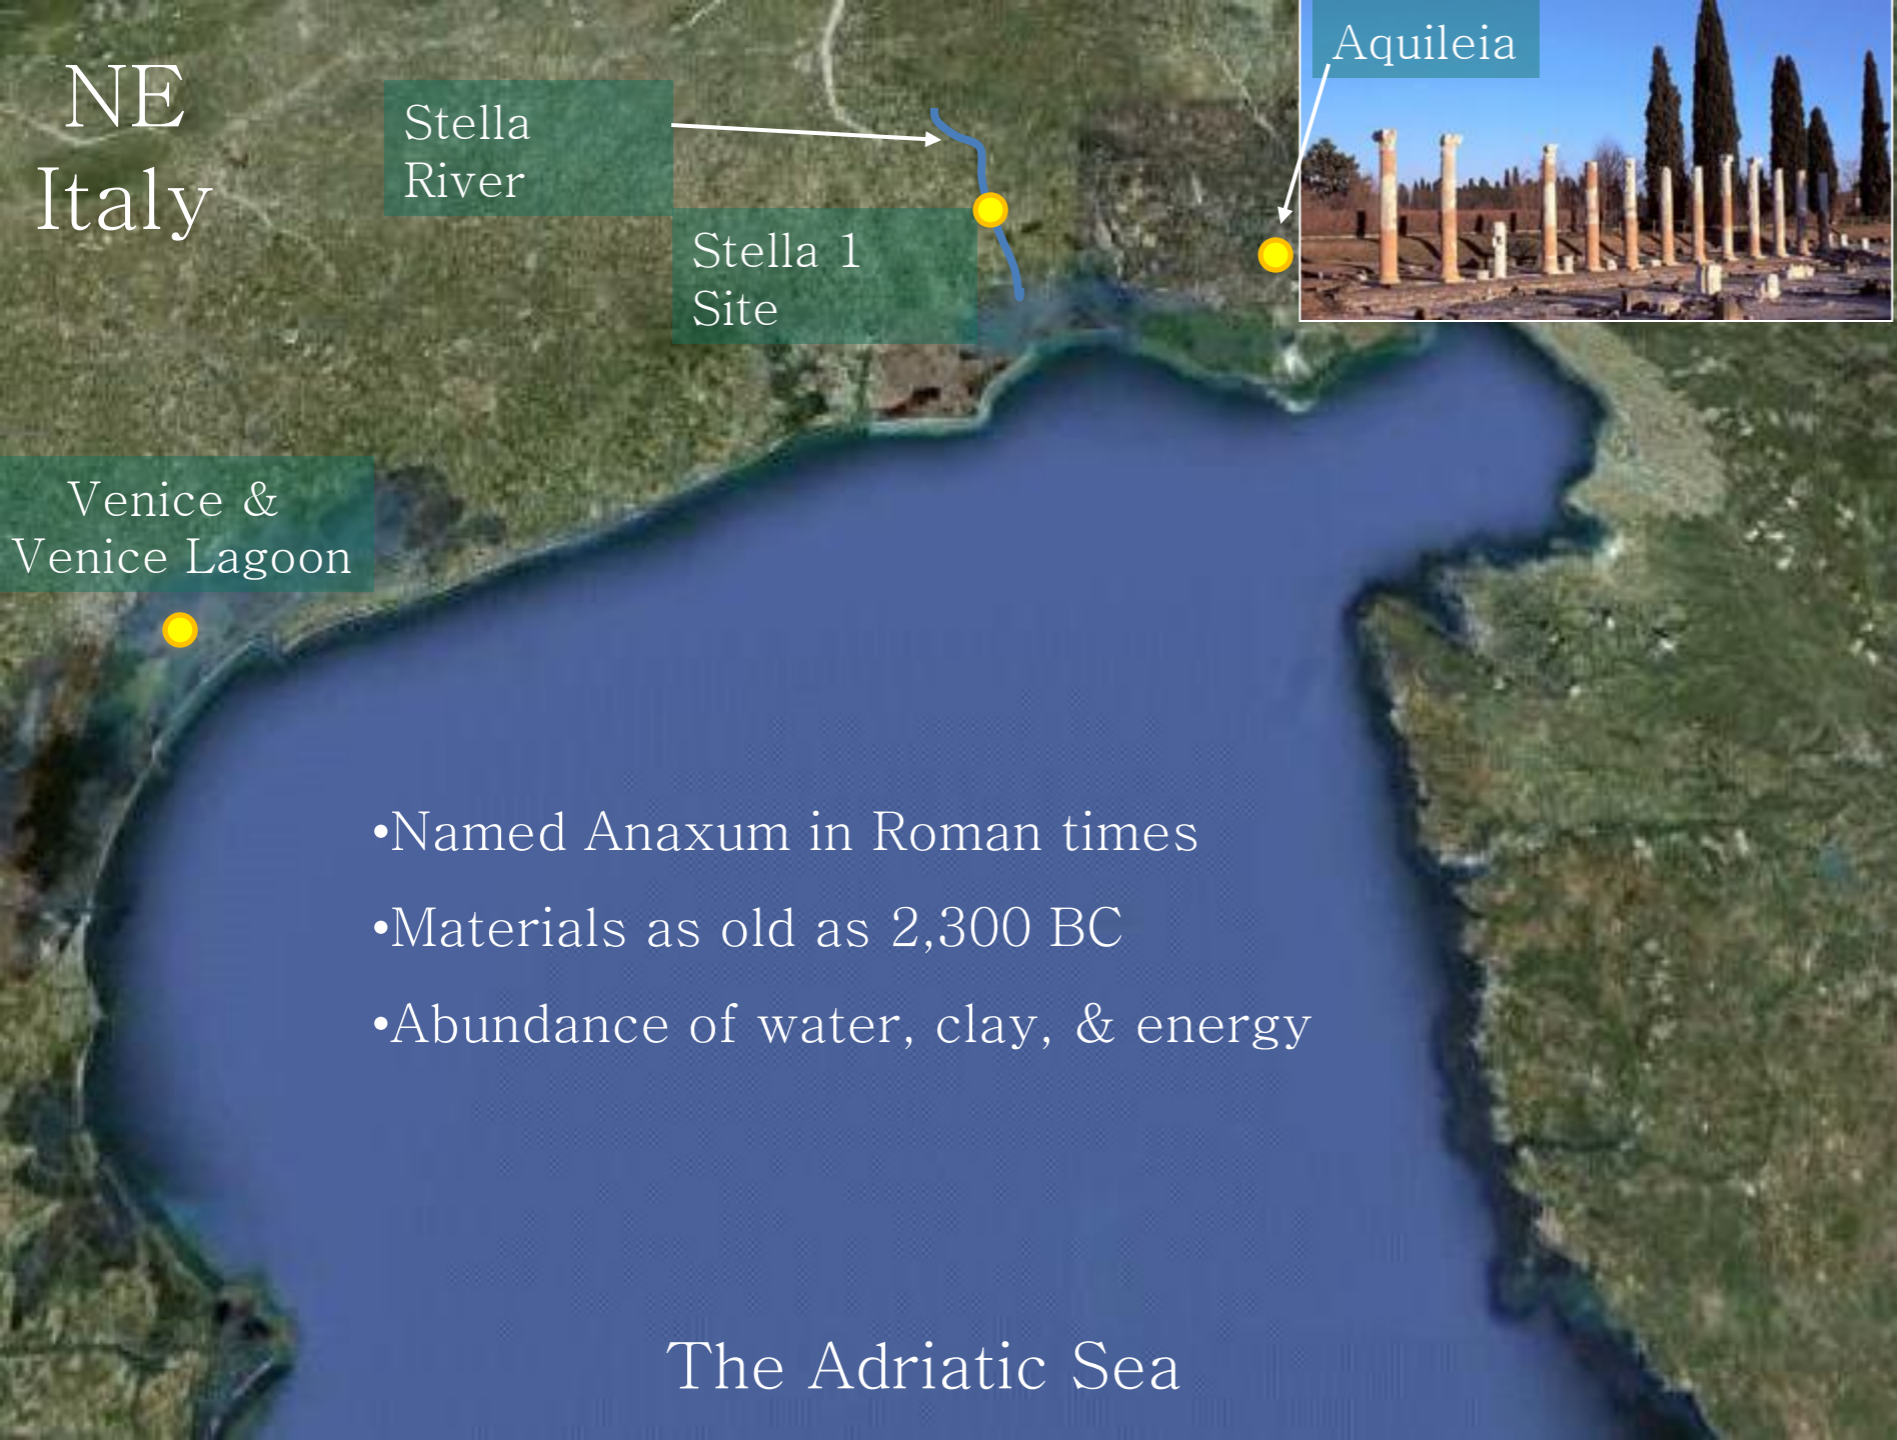 NE
Italy
Stella
River
Stella 1
Site
Aquileia
Venice &
Venice Lagoon
•Named Anaxum in Roman times
•Materials as old as 2,300 BC
•Abundance of water, clay, & energy
The Adriatic Sea